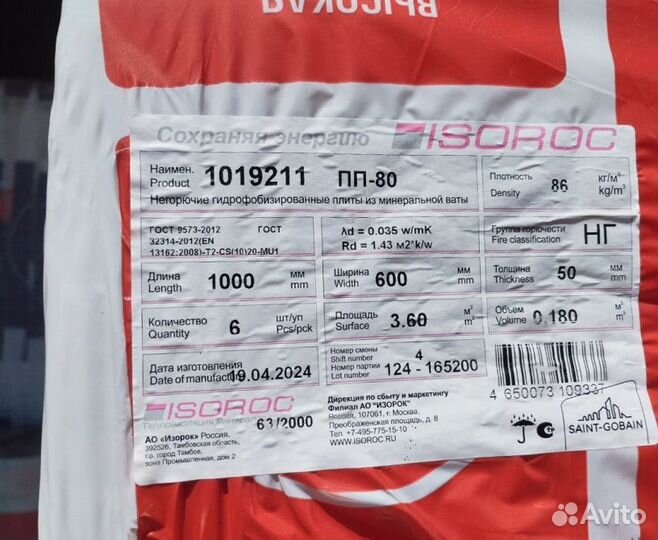 ВЫСОКАЯ
Сохраняя энергию ISOROC
Наимен.
Product 1019211 ПП-80
Негорючие гидрофобизированные плиты из минеральной ваты
Плотность
Density 86 кг/м³
kg/m³
ГОСТ 9573-2012 ГОСТ
32314-2012(EN
13162:2008)-T2-CS(10)20-MU1
λd = 0.035 w/mK
Rd = 1.43 м2*k/w
Группа горючести
Fire classification НГ
Длина
Length 1000 мм
mm
Ширина
Width 600 мм
mm
Толщина
Thickness 50 мм
mm
Количество
Quantity 6 шт/уп
Pcs/pck
Площадь
Surface 3.60 м²
m²
Объем
Volume 0.180 м³
m³
Дата изготовления
Date of manufact 19.04.2024
Номер смены
Shift number 4
Номер партии
Lot number 124 - 165200
4 650073 109337
ISOROC
Теплоизоляция Минеральная
63/2000
АО «Изорок» Россия,
392526, Тамбовская область,
г.о. город Тамбов,
зона Промышленная, дом 2
Дирекция по сбыту и маркетингу
Филиал АО "ИЗОРОК"
Россия, 107061, г. Москва,
Преображенская площадь, д. 8
Тел. +7-495-775-15-10
WWW.ISOROC.RU
SAINT-GOBAIN
Avito